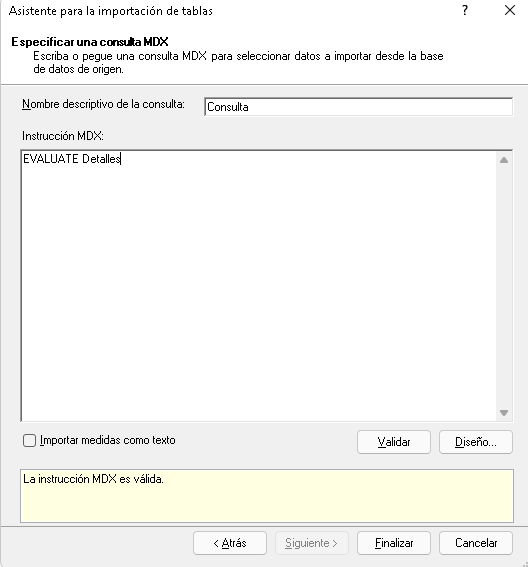 Asistente para la importación de tablas
? ×
Especificar una consulta MDX
Escriba o pegue una consulta MDX para seleccionar datos a importar desde la base
de datos de origen.
Nombre descriptivo de la consulta: Consulta
Instrucción MDX:
EVALUATE Detalles
Importar medidas como texto
Validar Diseño...
La instrucción MDX es válida.
< Atrás Siguiente > Finalizar Cancelar